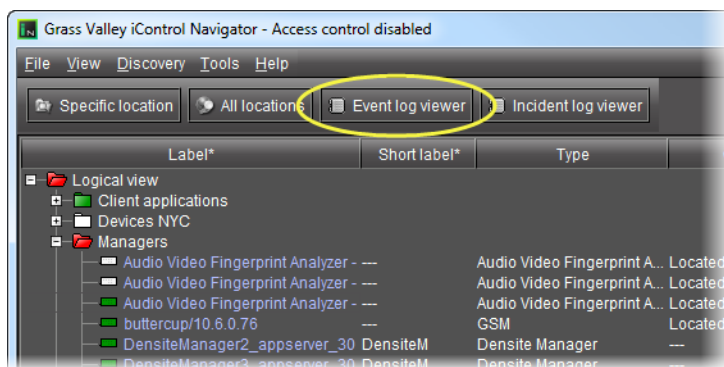 Grass Valley iControl Navigator - Access control disabled
File View Discovery Tools Help
Specific location All locations Event log viewer Incident log viewer
Label* Short label* Type
Logical view
Client applications
Devices NYC
Managers
Audio Video Fingerprint Analyzer - --- Audio Video Fingerprint A... Located
Audio Video Fingerprint Analyzer - --- Audio Video Fingerprint A... Located
Audio Video Fingerprint Analyzer - --- Audio Video Fingerprint A... Located
buttercup/10.6.0.76 --- GSM Located
DensiteManager2_appserver_30 DensiteM Densite Manager ---
DensiteManager3_appserver_30 DensiteM Densite Manager ---